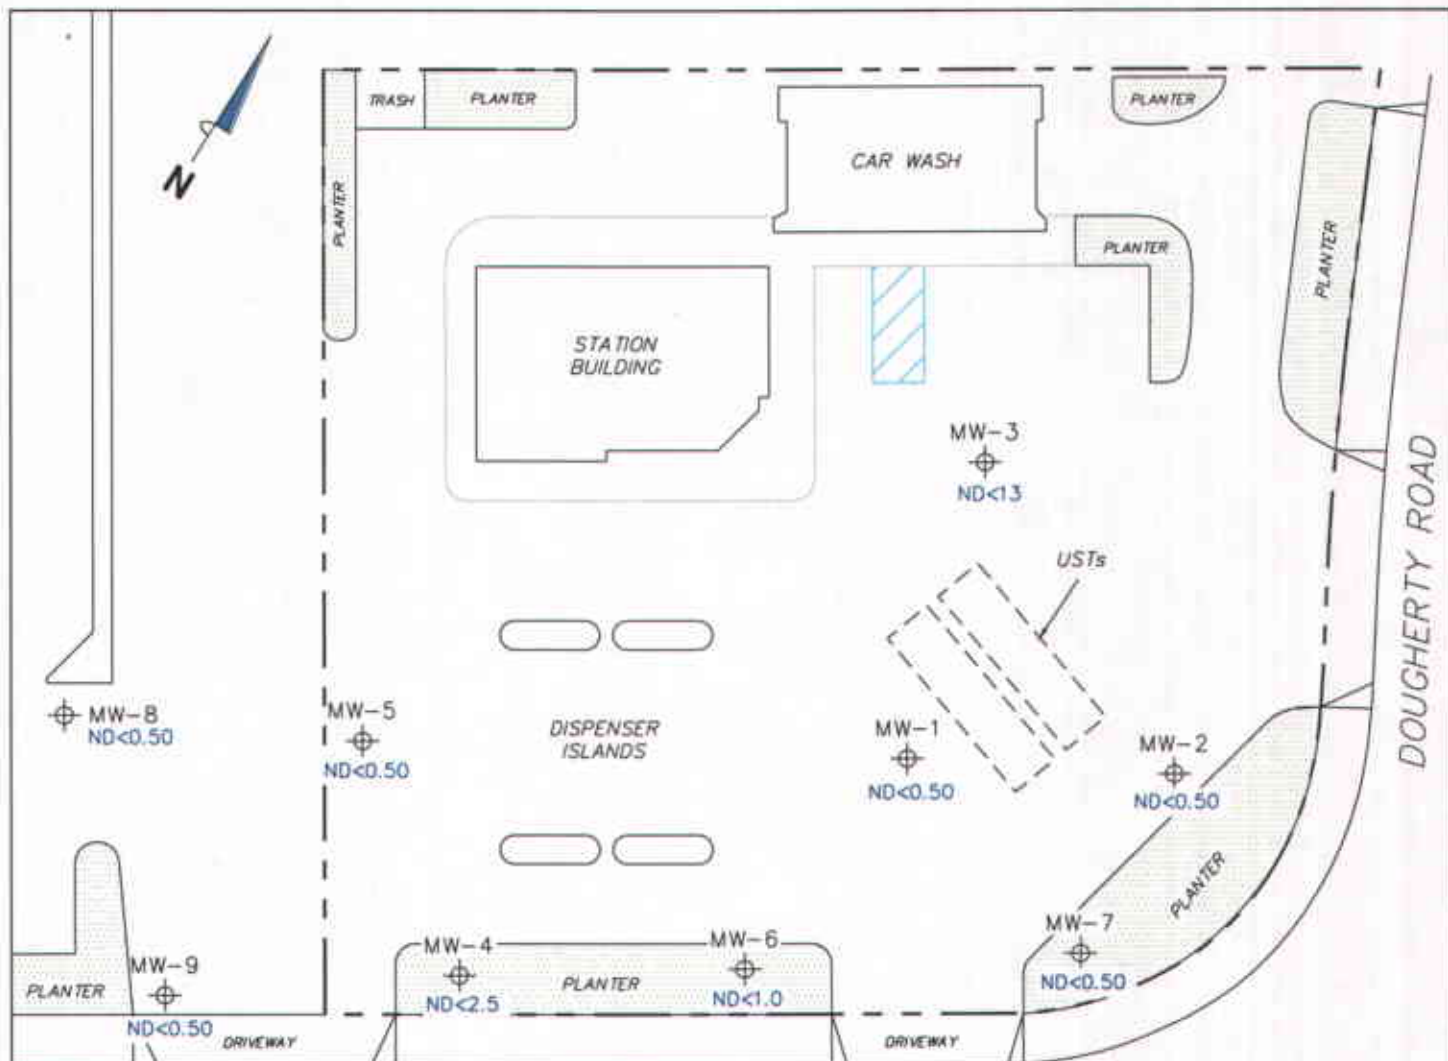 TRASH
PLANTER
PLANTER
N
PLANTER
CAR WASH
PLANTER
PLANTER
PLANTER
STATION
BUILDING
MW-3
ND<13
USTs
DOUGHERTY ROAD
MW-8
ND<0.50
MW-5
ND<0.50
DISPENSER
ISLANDS
MW-1
ND<0.50
MW-2
ND<0.50
PLANTER
MW-4
ND<2.5
PLANTER
MW-6
ND<1.0
MW-7
ND<0.50
PLANTER
MW-9
ND<0.50
DRIVEWAY
DRIVEWAY